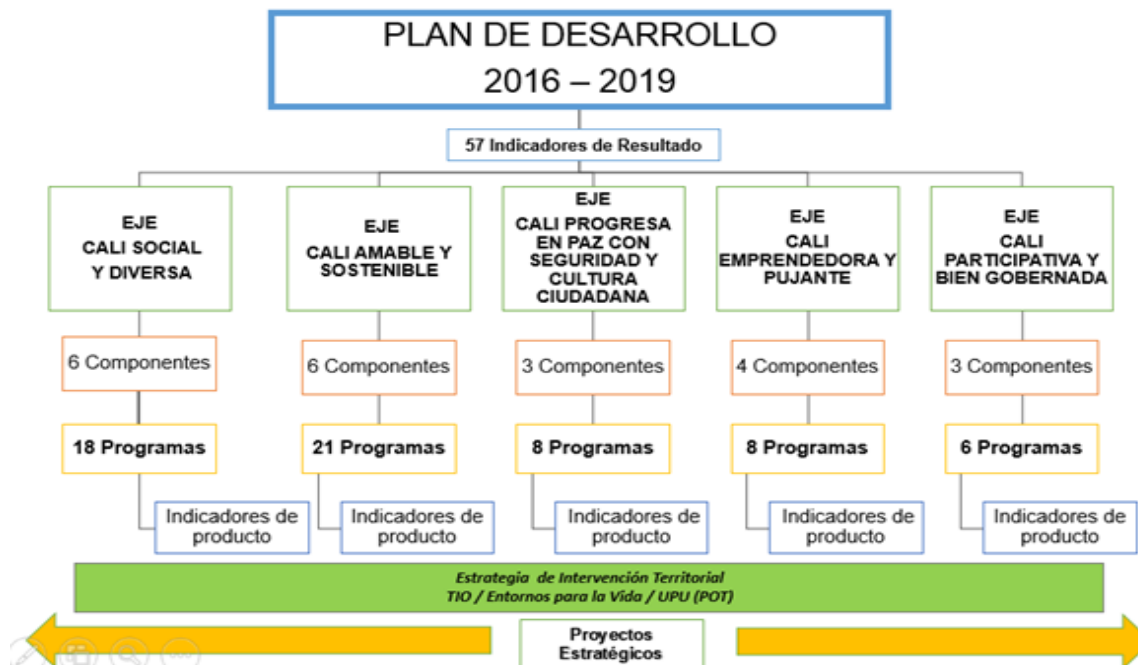 PLAN DE DESARROLLO
2016 – 2019
57 Indicadores de Resultado
EJE
CALI SOCIAL
Y DIVERSA
EJE
CALI AMABLE Y
SOSTENIBLE
EJE
CALI PROGRESA
EN PAZ CON
SEGURIDAD Y
CULTURA
CIUDADANA
EJE
CALI
EMPRENDEDORA Y
PUJANTE
EJE
CALI
PARTICIPATIVA Y
BIEN GOBERNADA
6 Componentes
6 Componentes
3 Componentes
4 Componentes
3 Componentes
18 Programas
21 Programas
8 Programas
8 Programas
6 Programas
Indicadores de
producto
Indicadores de
producto
Indicadores de
producto
Indicadores de
producto
Indicadores de
producto
Estrategia de Intervención Territorial
TIO / Entornos para la Vida / UPU (POT)
Proyectos
Estratégicos